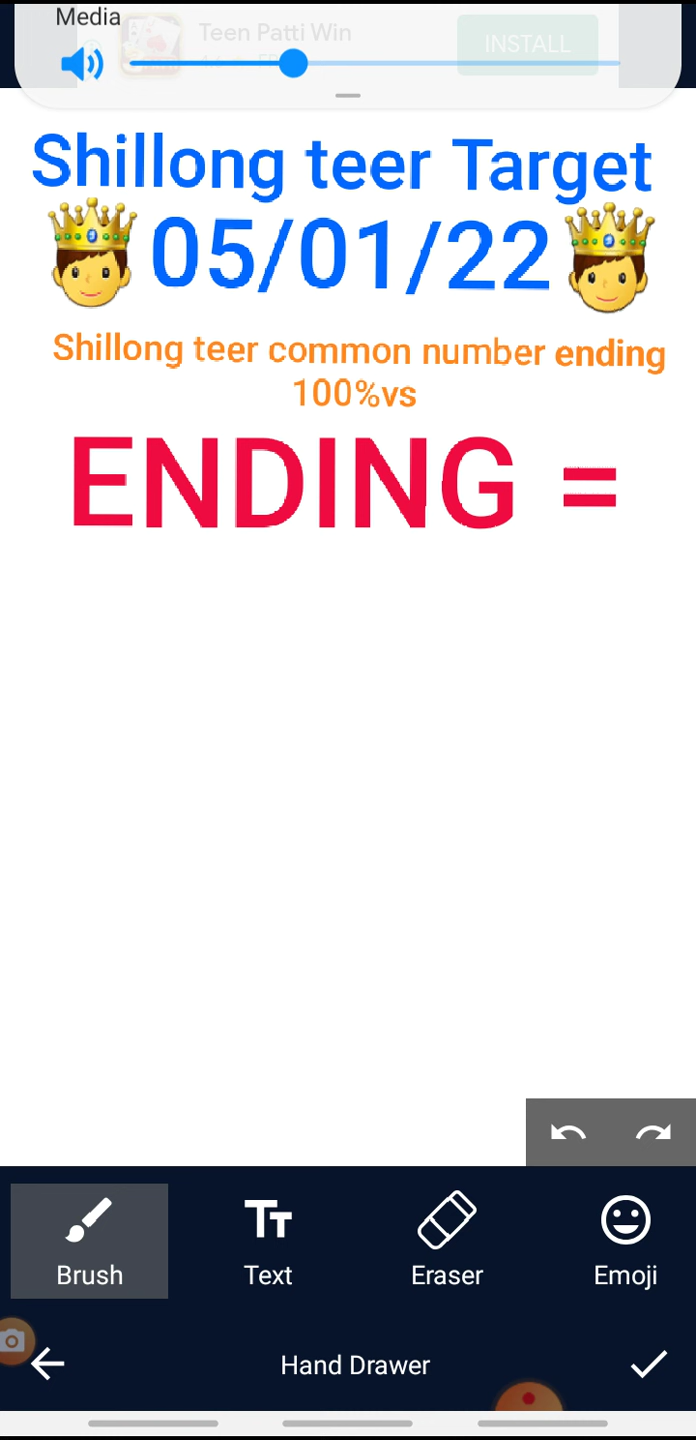 Media
Teen Patti Win
INSTALL
Shillong teer Target
05/01/22
Shillong teer common number ending
100%vs
ENDING =
Brush
Text
Eraser
Emoji
Hand Drawer